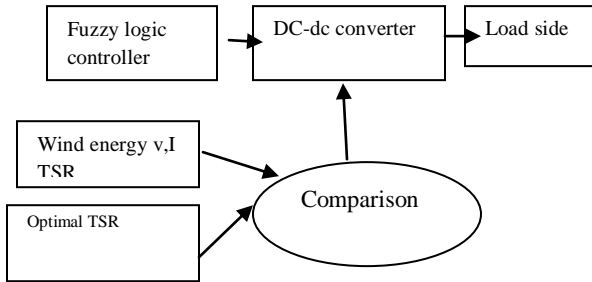 Fuzzy logic
controller
DC-dc converter
Load side
Wind energy v,I
TSR
Optimal TSR
Comparison